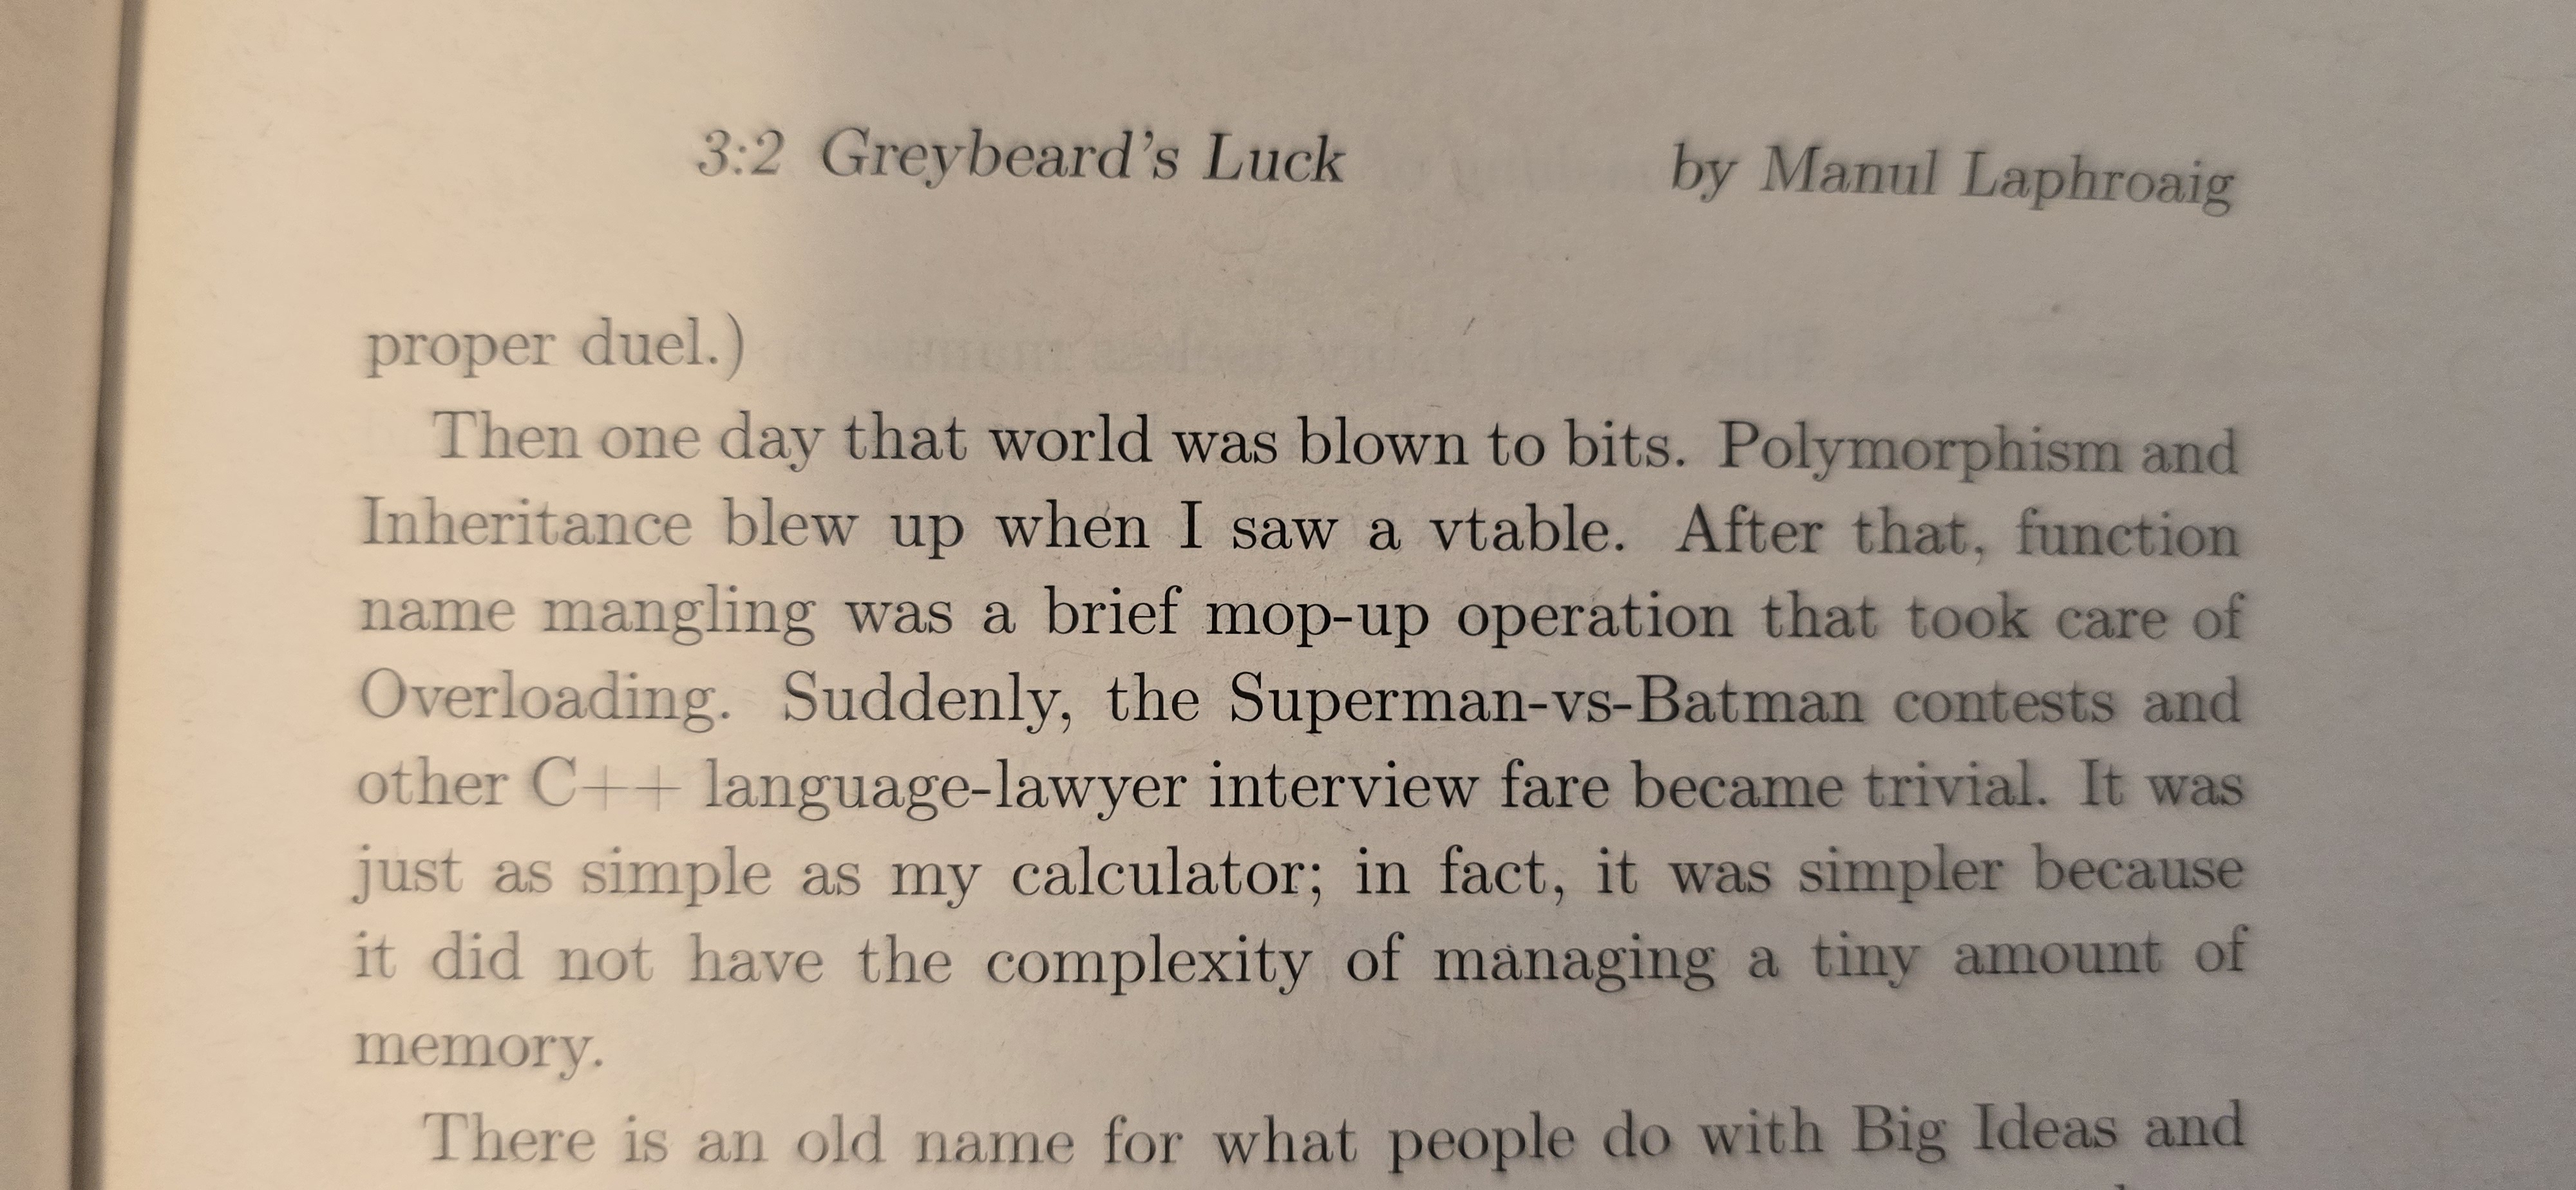 3:2 Greybeard's Luck by Manul Laphroaig
proper duel.)
Then one day that world was blown to bits. Polymorphism and
Inheritance blew up when I saw a vtable. After that, function
name mangling was a brief mop-up operation that took care of
Overloading. Suddenly, the Superman-vs-Batman contests and
other C++ language-lawyer interview fare became trivial. It was
just as simple as my calculator; in fact, it was simpler because
it did not have the complexity of managing a tiny amount of
memory.
There is an old name for what people do with Big Ideas and